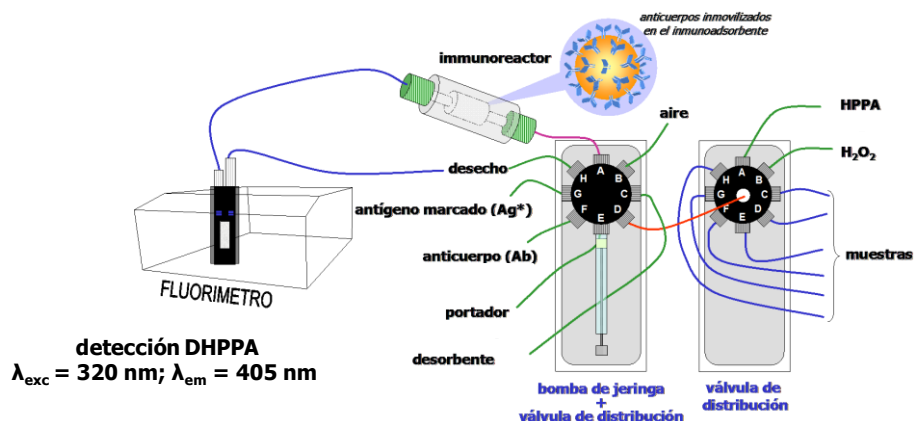 anticuerpos inmovilizados
en el inmunoadsorbente
immunoreactor
aire
HPPA
H₂O₂
desecho
antígeno marcado (Ag*)
anticuerpo (Ab)
portador
desorbente
muestras
A
B
C
D
E
F
G
H
A
B
C
D
E
F
G
H
FLUORIMETRO
detección DHPPA
λexc = 320 nm; λem = 405 nm
bomba de jeringa
+
válvula de distribución
válvula de
distribución